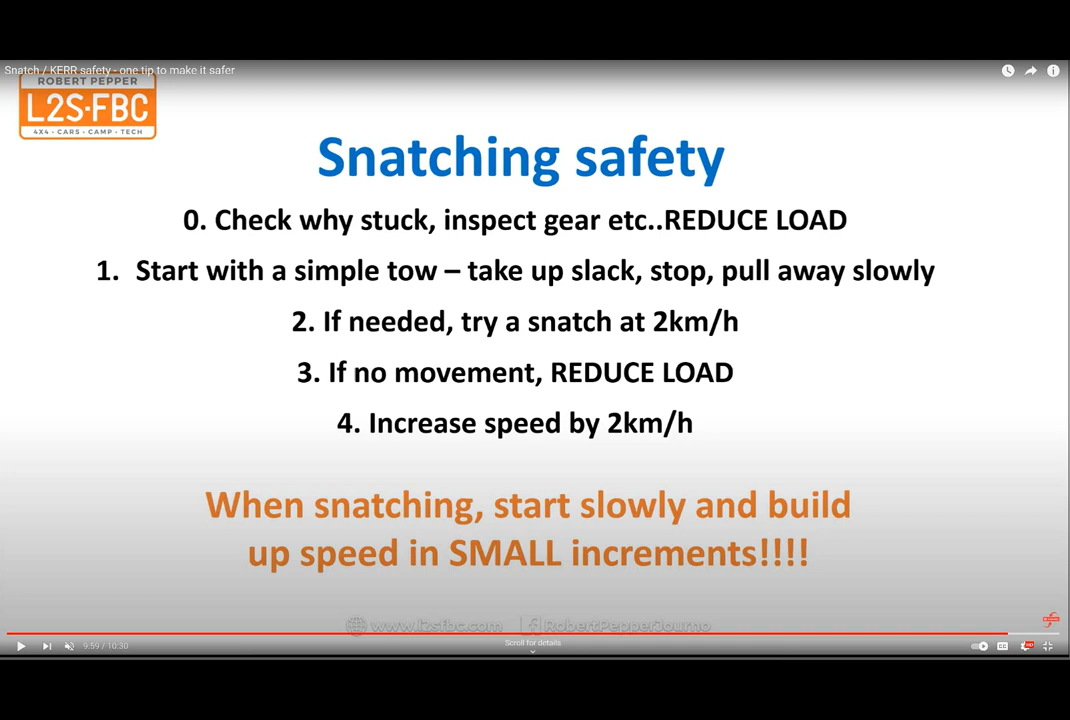 Snatch / KERR safety - one tip to make it safer
ROBERT PEPPER
L2S·FBC
4X4 · CARS · CAMP · TECH
Snatching safety
0. Check why stuck, inspect gear etc..REDUCE LOAD
1. Start with a simple tow – take up slack, stop, pull away slowly
2. If needed, try a snatch at 2km/h
3. If no movement, REDUCE LOAD
4. Increase speed by 2km/h
When snatching, start slowly and build
up speed in SMALL increments!!!!
www.l2sfbc.com | RobertPepperJourno
Scroll for details
9:59 / 10:30
CC
HD